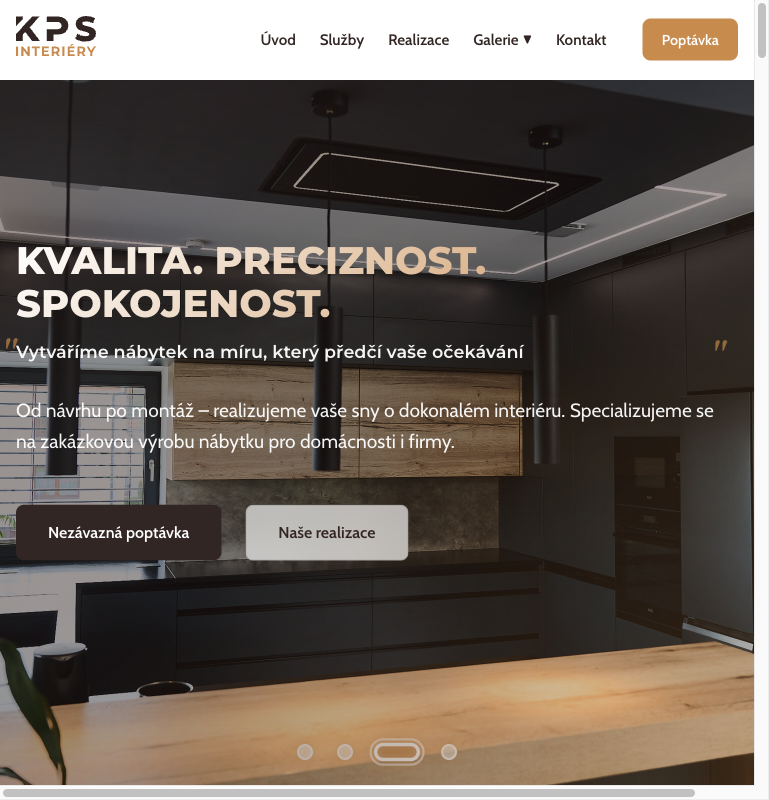 KPS
INTERIÉRY
Úvod Služby Realizace Galerie ▼ Kontakt Poptávka
KVALITA. PRECIZNOST.
SPOKOJENOST.
"Vytváříme nábytek na míru, který předčí vaše očekávání"
Od návrhu po montáž – realizujeme vaše sny o dokonalém interiéru. Specializujeme se
na zakázkovou výrobu nábytku pro domácnosti i firmy.
Nezávazná poptávka Naše realizace